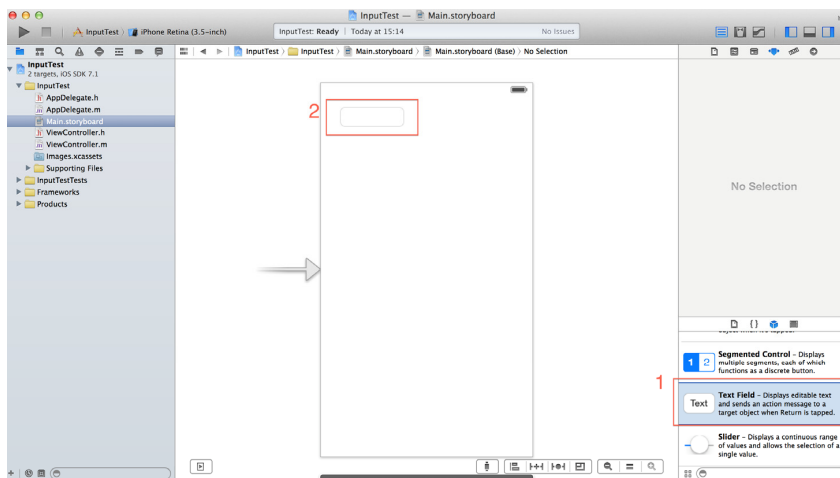 InputTest — Main.storyboard
InputTest 〉 iPhone Retina (3.5-inch)
InputTest: Ready | Today at 15:14
No Issues
InputTest 〉 InputTest 〉 Main.storyboard 〉 Main.storyboard (Base) 〉 No Selection
InputTest
2 targets, iOS SDK 7.1
InputTest
h AppDelegate.h
m AppDelegate.m
Main.storyboard
h ViewController.h
m ViewController.m
Images.xcassets
Supporting Files
InputTestTests
Frameworks
Products
2
No Selection
{}
1 2
Segmented Control – Displays
multiple segments, each of which
functions as a discrete button.
1
Text
Text Field – Displays editable text
and sends an action message to a
target object when Return is tapped.
Slider – Displays a continuous range
of values and allows the selection of a
single value.